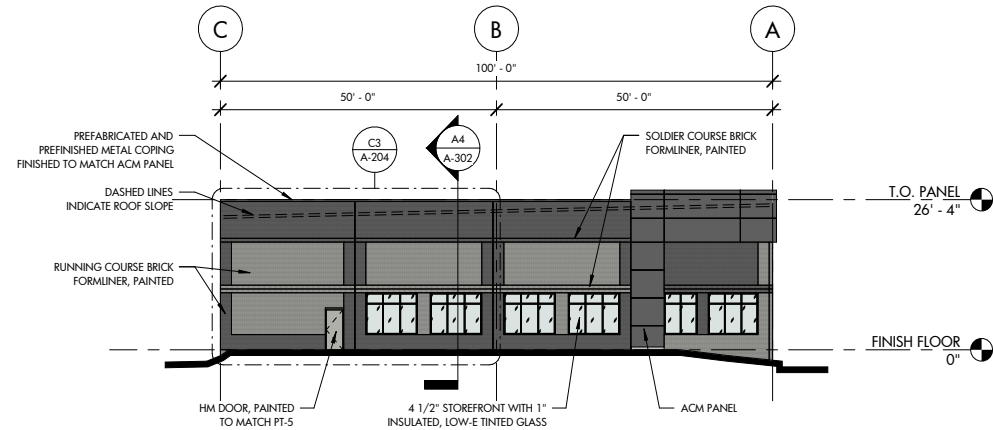 C
B
A
100' - 0"
50' - 0"
50' - 0"
PREFABRICATED AND
PREFINISHED METAL COPING
FINISHED TO MATCH ACM PANEL
C3
A-204
A4
A-302
SOLDIER COURSE BRICK
FORMLINER, PAINTED
DASHED LINES
INDICATE ROOF SLOPE
T.O. PANEL
26' - 4"
RUNNING COURSE BRICK
FORMLINER, PAINTED
FINISH FLOOR
0"
HM DOOR, PAINTED
TO MATCH PT-5
4 1/2" STOREFRONT WITH 1"
INSULATED, LOW-E TINTED GLASS
ACM PANEL